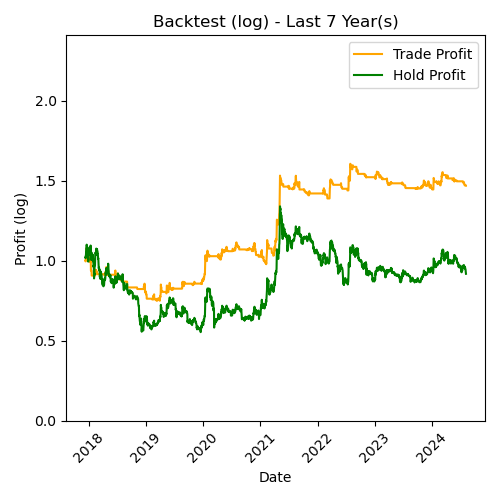 Backtest (log) - Last 7 Year(s)
Trade Profit
Hold Profit
Profit (log)
2.0
1.5
1.0
0.5
0.0
2018 2019 2020 2021 2022 2023 2024
Date